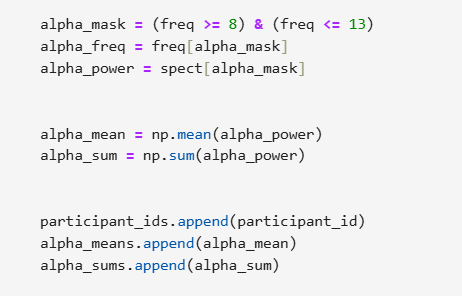 alpha_mask = (freq >= 8) & (freq <= 13)
alpha_freq = freq[alpha_mask]
alpha_power = spect[alpha_mask]
alpha_mean = np.mean(alpha_power)
alpha_sum = np.sum(alpha_power)
participant_ids.append(participant_id)
alpha_means.append(alpha_mean)
alpha_sums.append(alpha_sum)